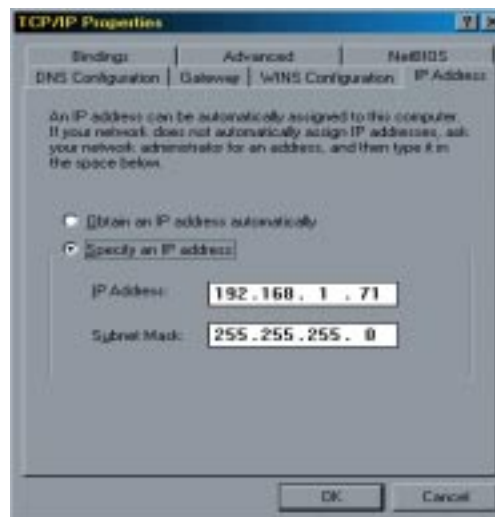 TCP/IP Properties
? ×
Bindings Advanced NetBIOS
DNS Configuration Gateway WINS Configuration IP Address
An IP address can be automatically assigned to this computer.
If your network does not automatically assign IP addresses, ask
your network administrator for an address, and then type it in
the space below.
Obtain an IP address automatically
Specify an IP address:
IP Address: 192.168. 1 .71
Subnet Mask: 255.255.255. 0
OK Cancel